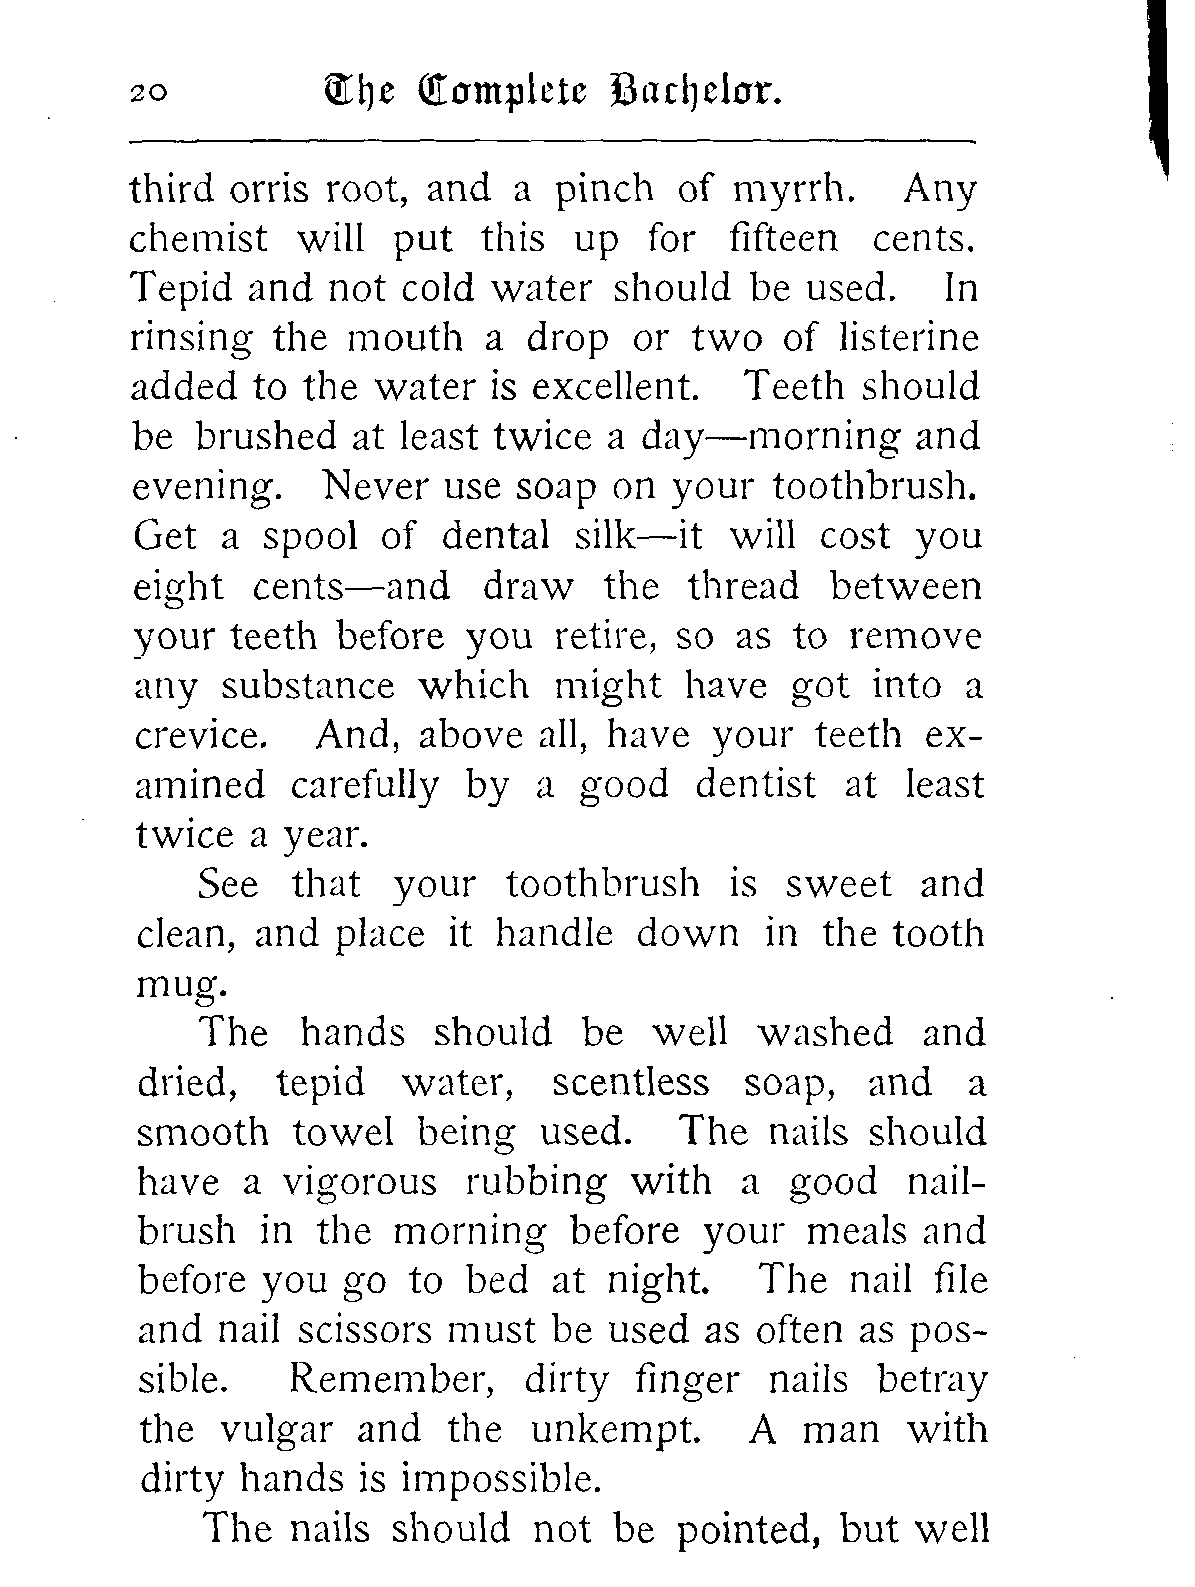 20 The Complete Bachelor.
third orris root, and a pinch of myrrh. Any
chemist will put this up for fifteen cents.
Tepid and not cold water should be used. In
rinsing the mouth a drop or two of listerine
added to the water is excellent. Teeth should
be brushed at least twice a day—morning and
evening. Never use soap on your toothbrush.
Get a spool of dental silk—it will cost you
eight cents—and draw the thread between
your teeth before you retire, so as to remove
any substance which might have got into a
crevice. And, above all, have your teeth ex-
amined carefully by a good dentist at least
twice a year.
See that your toothbrush is sweet and
clean, and place it handle down in the tooth
mug.
The hands should be well washed and
dried, tepid water, scentless soap, and a
smooth towel being used. The nails should
have a vigorous rubbing with a good nail-
brush in the morning before your meals and
before you go to bed at night. The nail file
and nail scissors must be used as often as pos-
sible. Remember, dirty finger nails betray
the vulgar and the unkempt. A man with
dirty hands is impossible.
The nails should not be pointed, but well